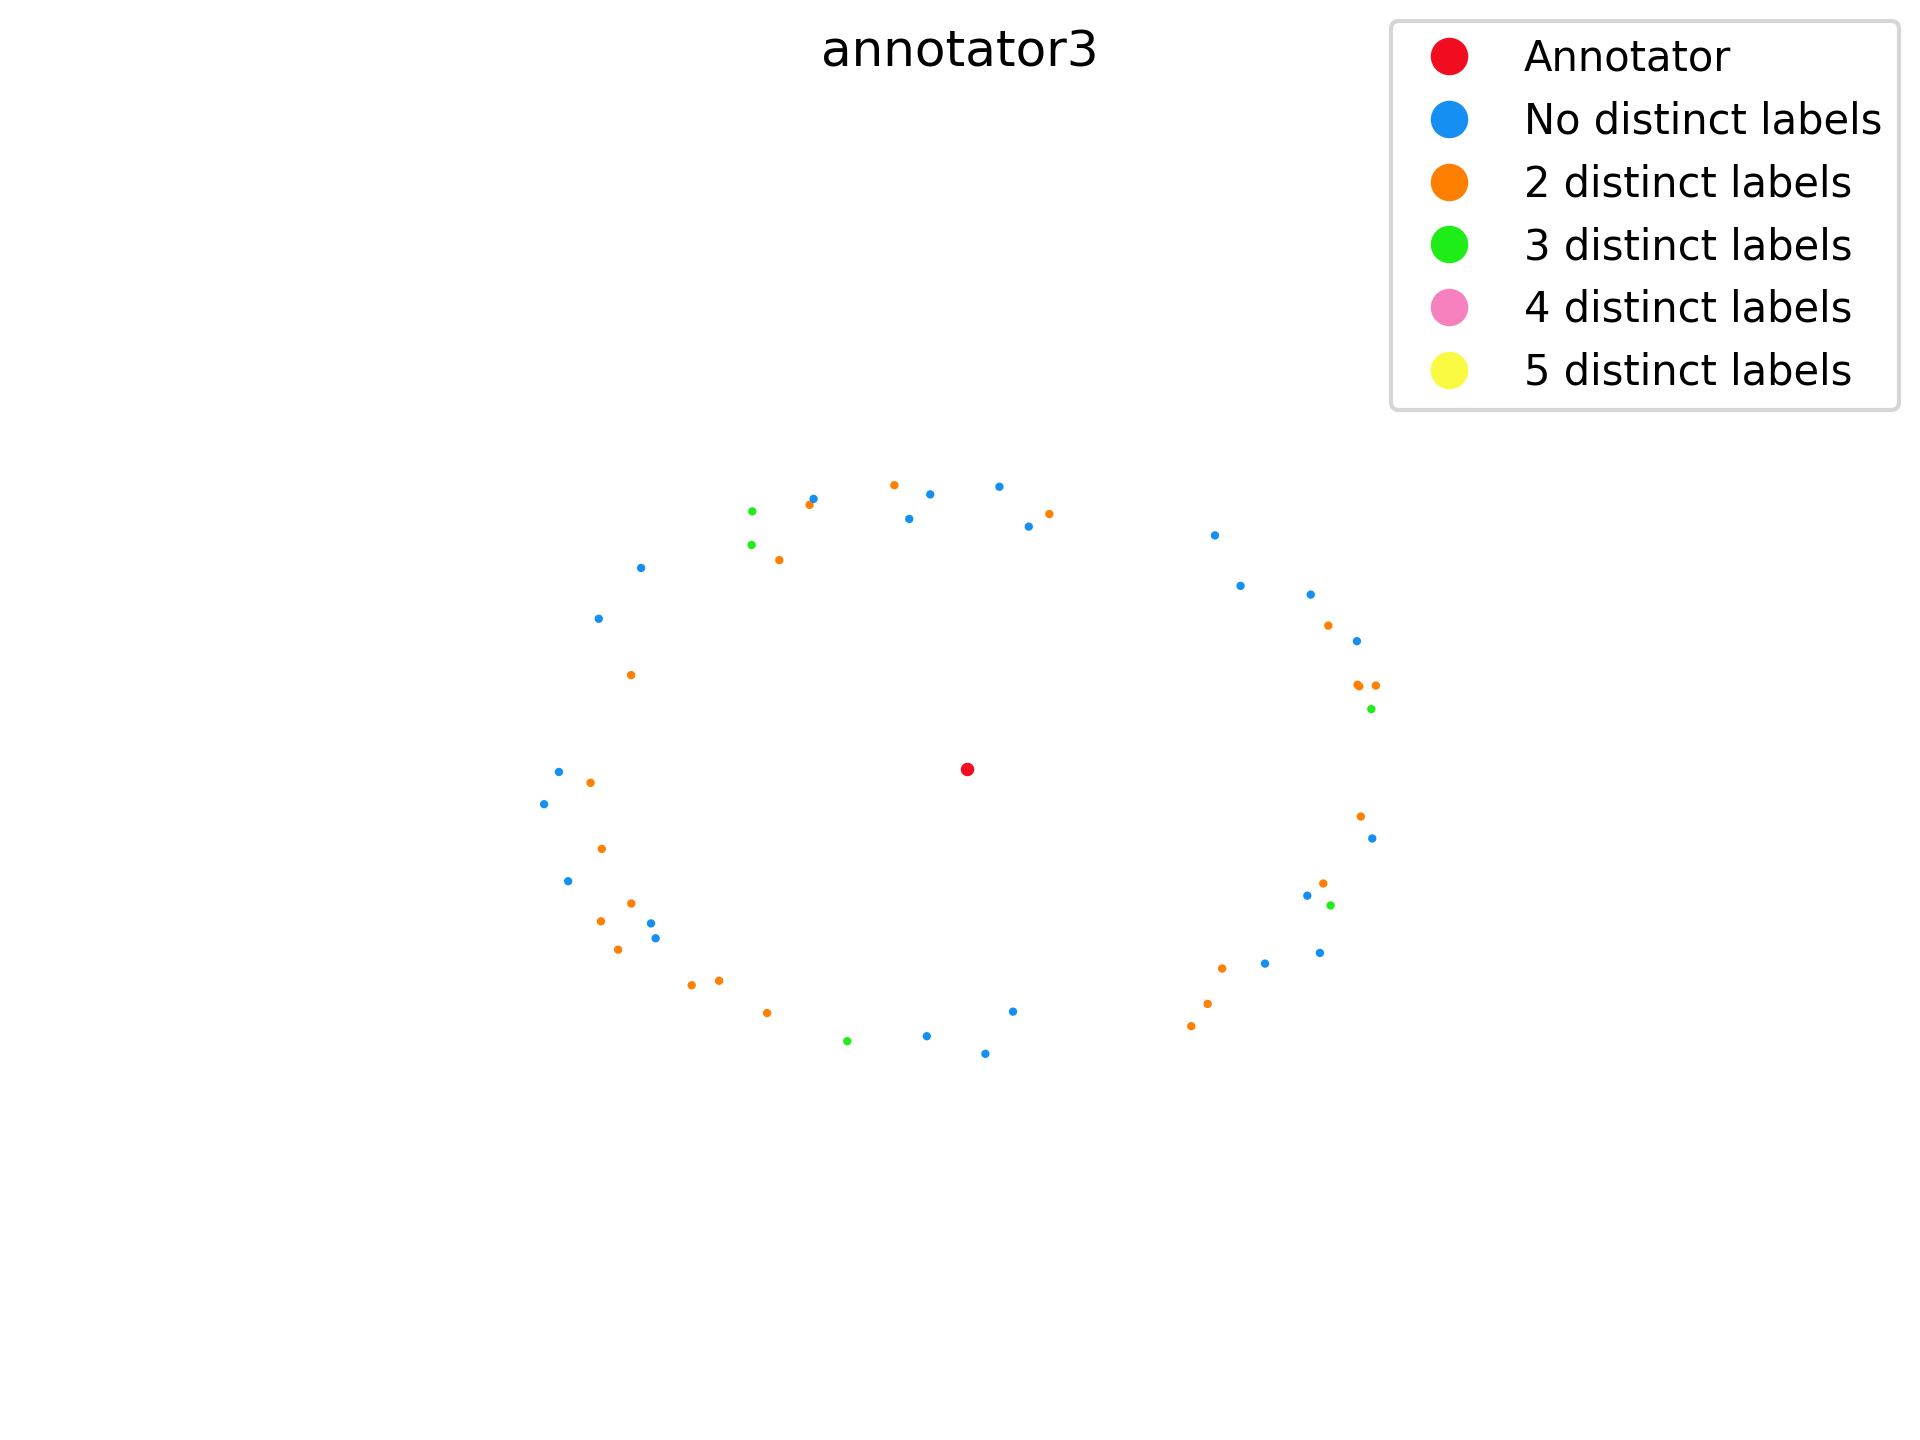 annotator3
Annotator
No distinct labels
2 distinct labels
3 distinct labels
4 distinct labels
5 distinct labels